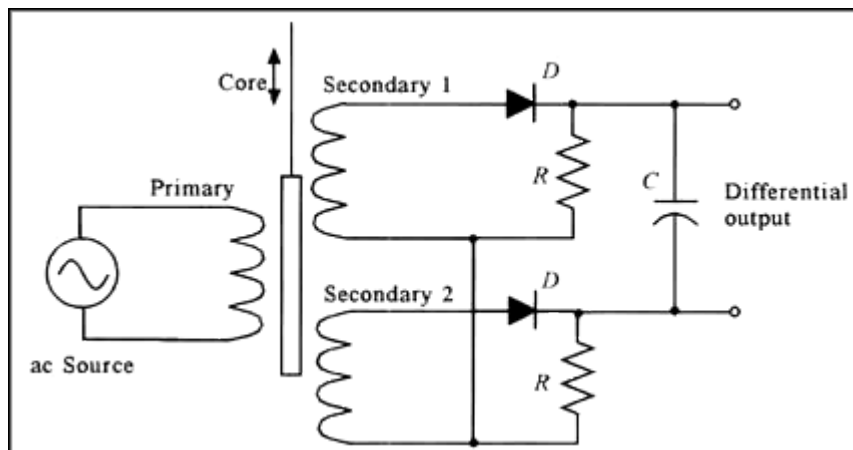 Core
Secondary 1
D
Primary
R
C
Differential
output
Secondary 2
D
ac Source
R